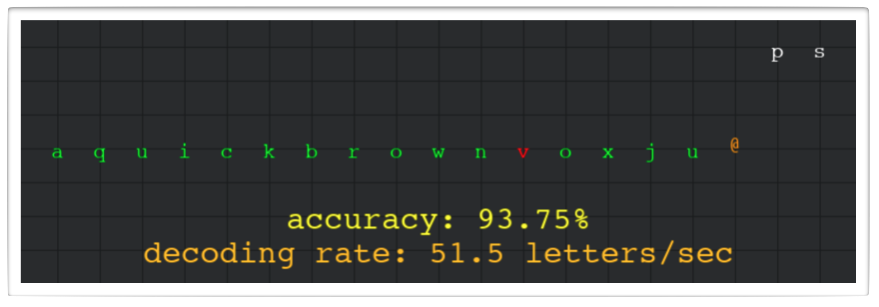 p s
a q u i c k b r o w n v o x j u @
accuracy: 93.75%
decoding rate: 51.5 letters/sec